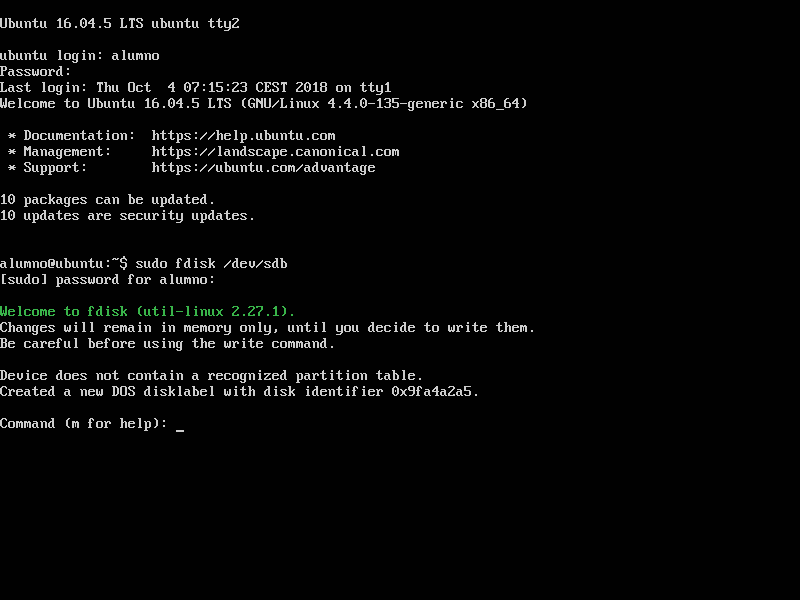 Ubuntu 16.04.5 LTS ubuntu tty2
ubuntu login: alumno
Password:
Last login: Thu Oct  4 07:15:23 CEST 2018 on tty1
Welcome to Ubuntu 16.04.5 LTS (GNU/Linux 4.4.0-135-generic x86_64)
 * Documentation:  https://help.ubuntu.com
 * Management:     https://landscape.canonical.com
 * Support:        https://ubuntu.com/advantage
10 packages can be updated.
10 updates are security updates.
alumno@ubuntu:~$ sudo fdisk /dev/sdb
[sudo] password for alumno:
Welcome to fdisk (util-linux 2.27.1).
Changes will remain in memory only, until you decide to write them.
Be careful before using the write command.
Device does not contain a recognized partition table.
Created a new DOS disklabel with disk identifier 0x9fa4a2a5.
Command (m for help): _